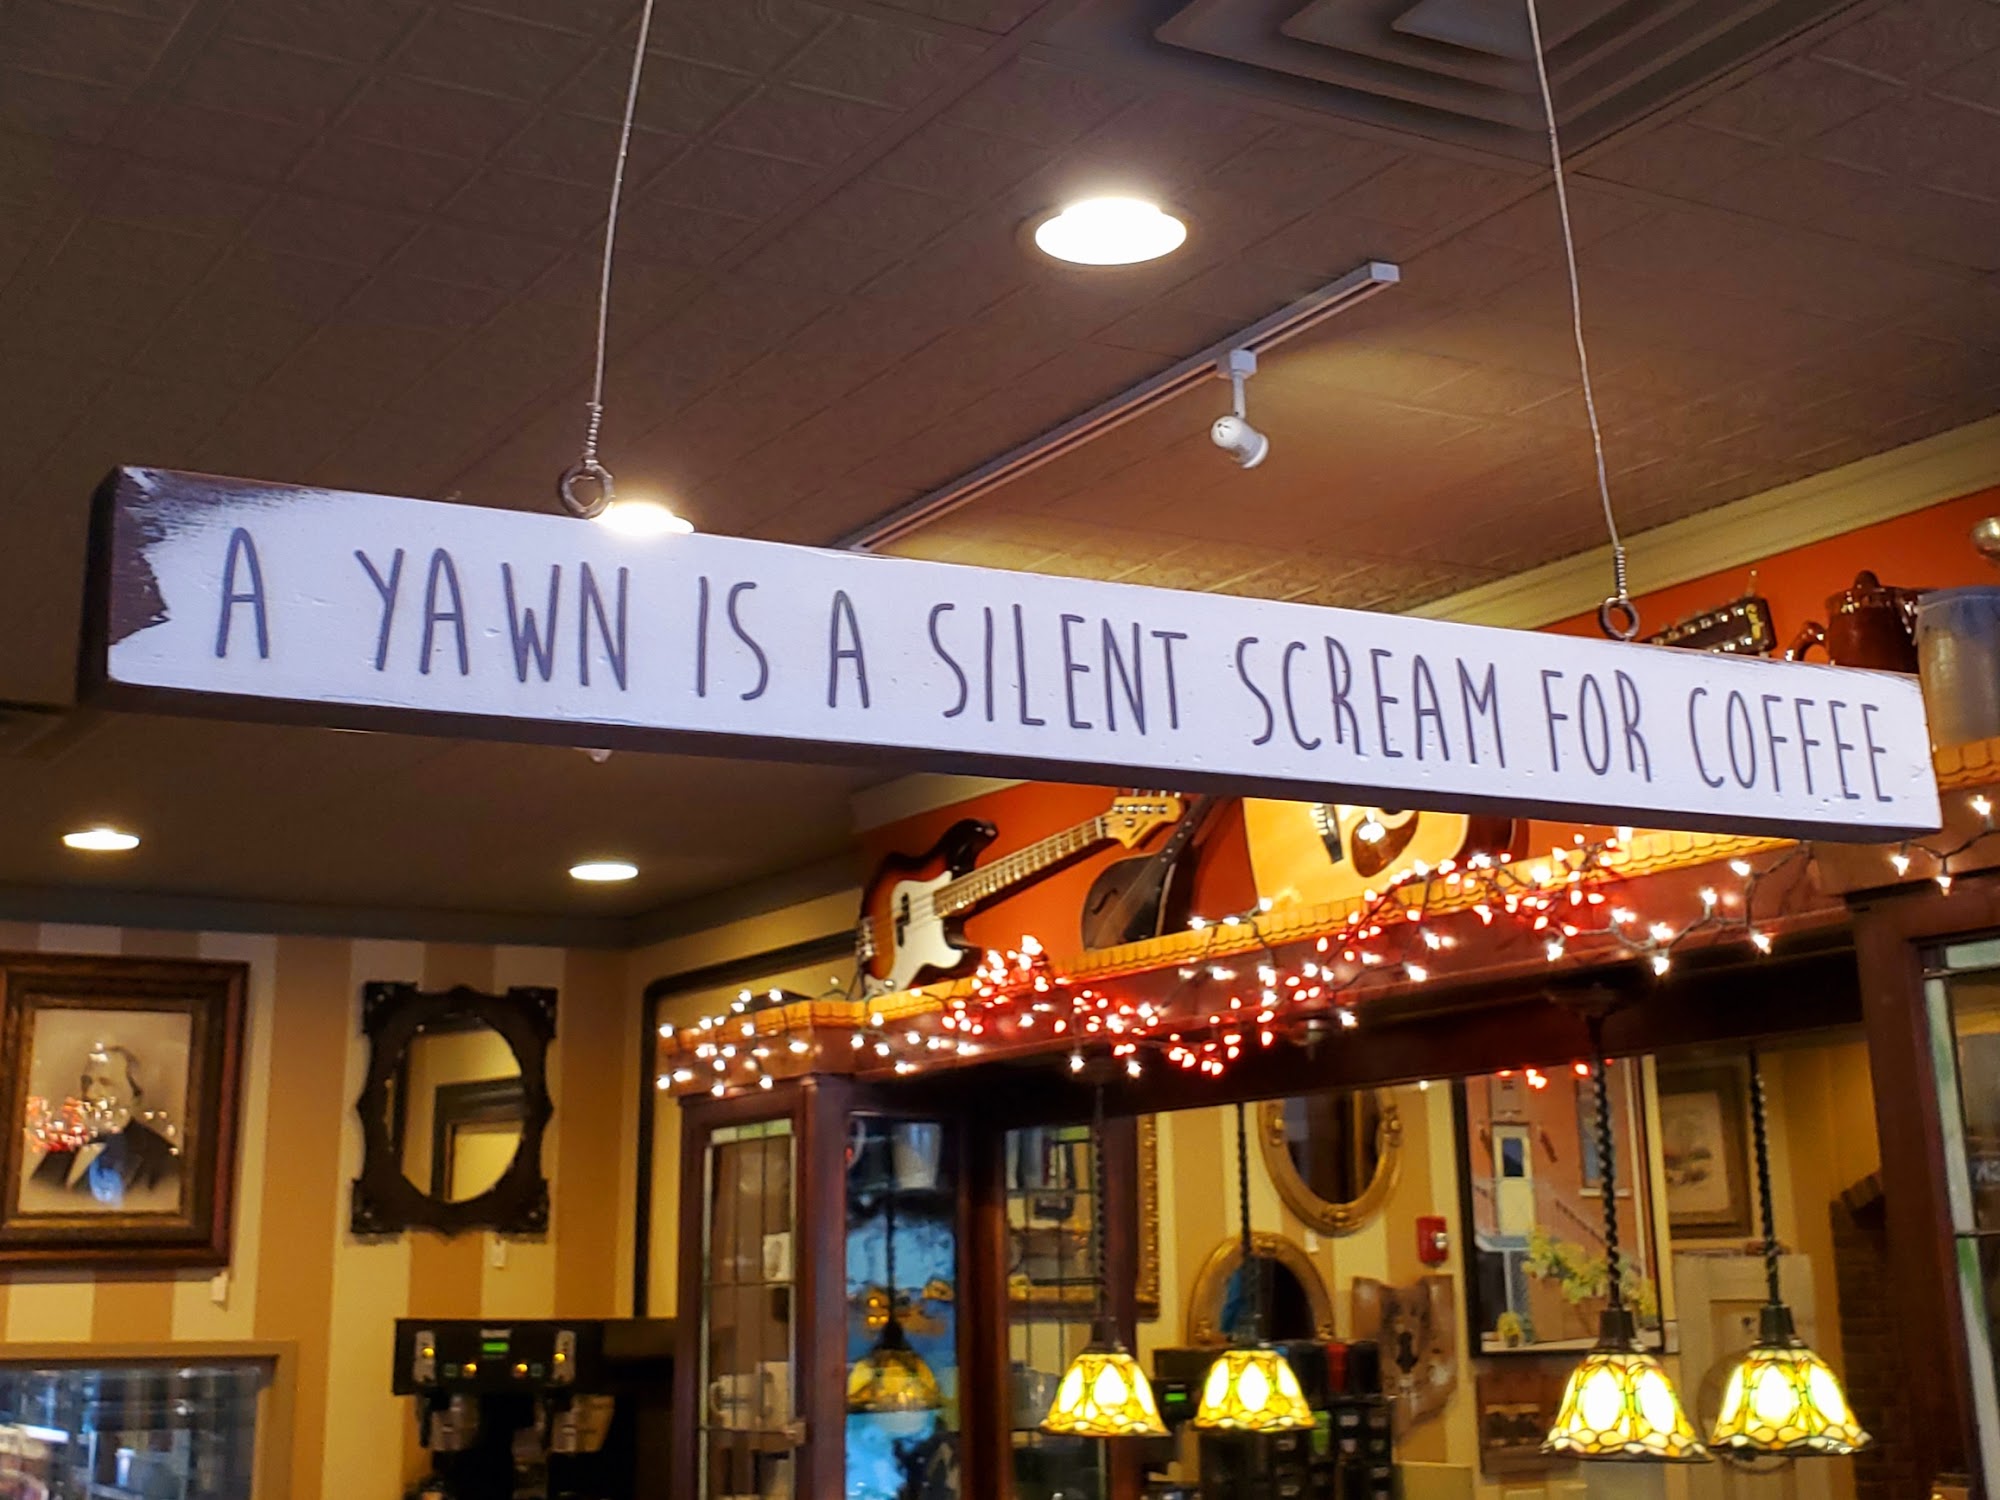 A YAWN IS A SILENT SCREAM FOR COFFEE